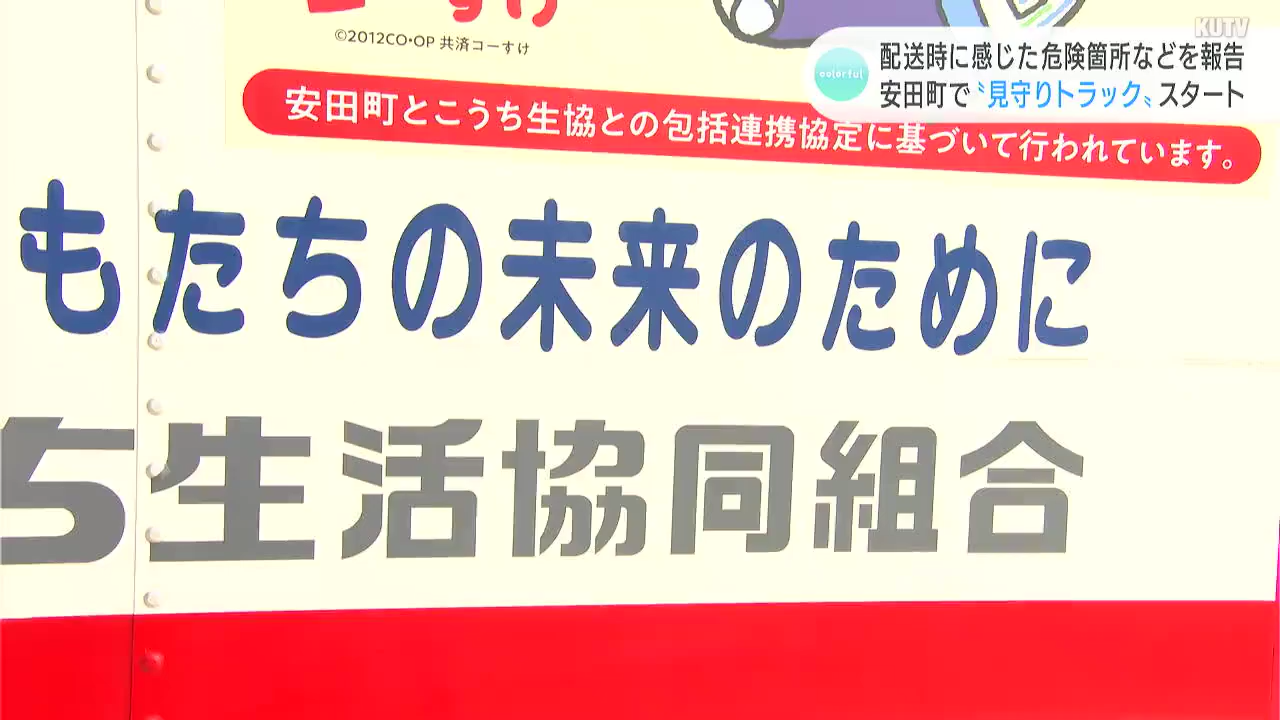 KUTV
colorful
配送時に感じた危険箇所などを報告
安田町で〝見守りトラック〟スタート
すけ
©2012CO•OP 共済コーすけ
安田町とこうち生協との包括連携協定に基づいて行われています。
もたちの未来のために
ち生活協同組合